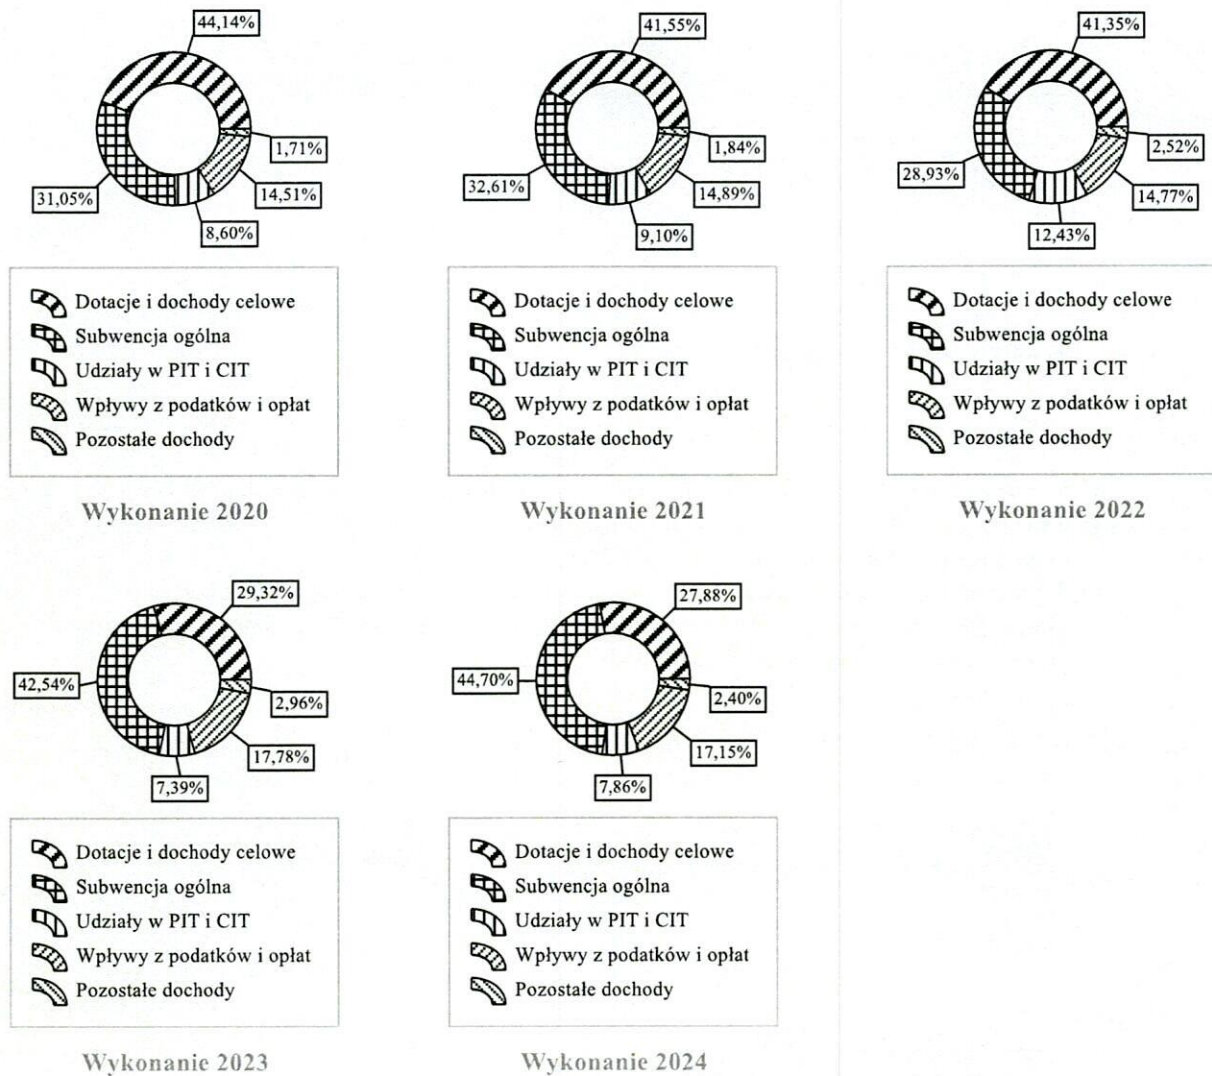 44,14%
1,71%
14,51%
8,60%
31,05%
Dotacje i dochody celowe
Subwencja ogólna
Udziały w PIT i CIT
Wpływy z podatków i opłat
Pozostałe dochody
Wykonanie 2020
41,55%
1,84%
14,89%
9,10%
32,61%
Dotacje i dochody celowe
Subwencja ogólna
Udziały w PIT i CIT
Wpływy z podatków i opłat
Pozostałe dochody
Wykonanie 2021
41,35%
2,52%
14,77%
12,43%
28,93%
Dotacje i dochody celowe
Subwencja ogólna
Udziały w PIT i CIT
Wpływy z podatków i opłat
Pozostałe dochody
Wykonanie 2022
29,32%
2,96%
17,78%
7,39%
42,54%
Dotacje i dochody celowe
Subwencja ogólna
Udziały w PIT i CIT
Wpływy z podatków i opłat
Pozostałe dochody
Wykonanie 2023
27,88%
2,40%
17,15%
7,86%
44,70%
Dotacje i dochody celowe
Subwencja ogólna
Udziały w PIT i CIT
Wpływy z podatków i opłat
Pozostałe dochody
Wykonanie 2024